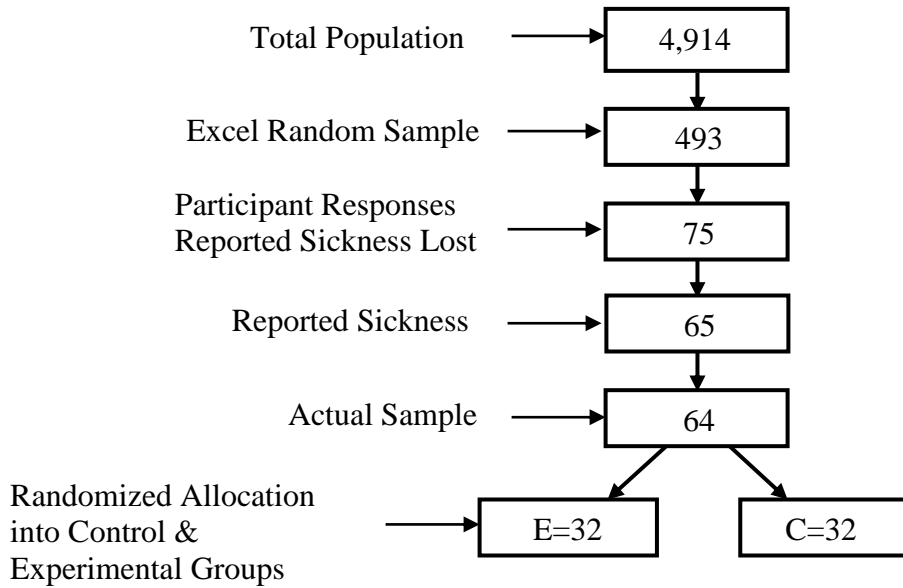 Total Population
4,914
Excel Random Sample
493
Participant Responses
Reported Sickness Lost
75
Reported Sickness
65
Actual Sample
64
Randomized Allocation
into Control &
Experimental Groups
E=32
C=32